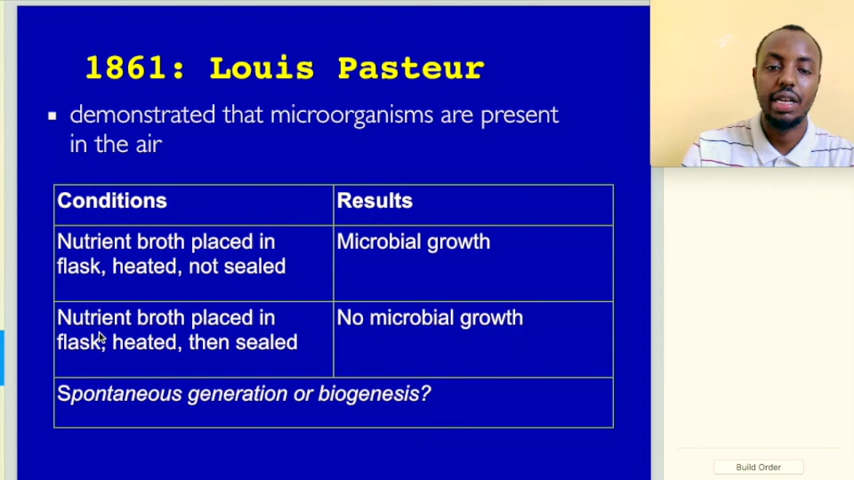 1861: Louis Pasteur
▪ demonstrated that microorganisms are present
in the air
Conditions
Results
Nutrient broth placed in
flask, heated, not sealed
Microbial growth
Nutrient broth placed in
flask, heated, then sealed
No microbial growth
Spontaneous generation or biogenesis?
Build Order